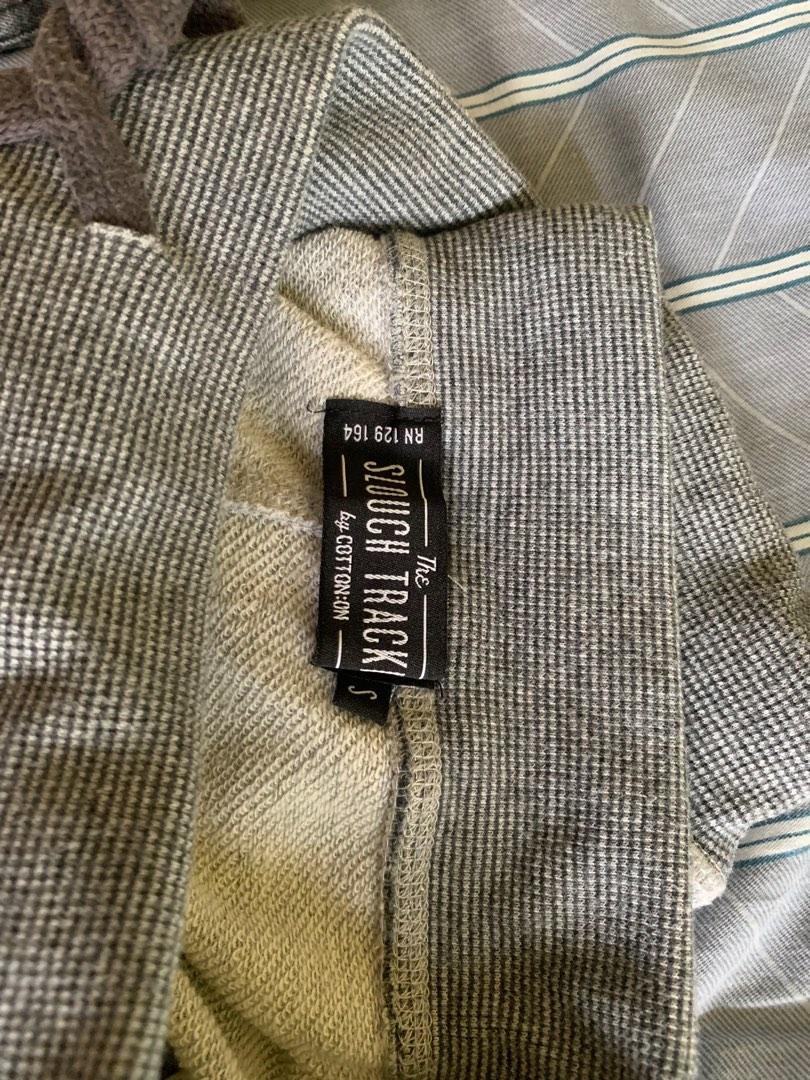 The
SLOUCH TRACK
by COTTON:ON
RN 129 164
S